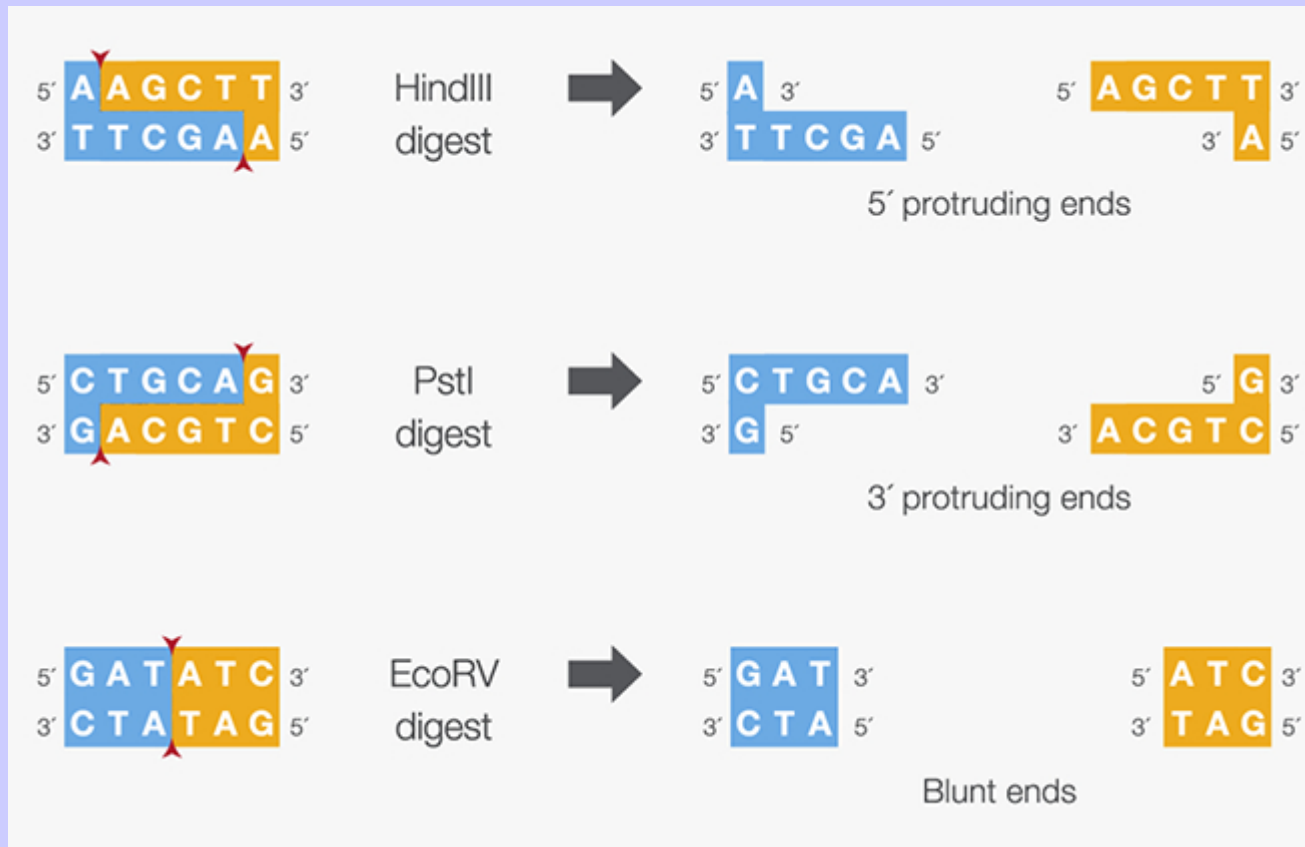 5´ A A G C T T 3´ HindIII 5´ A 3´ 5´ A G C T T 3´
3´ T T C G A A 5´ digest 3´ T T C G A 5´ 3´ A 5´
5´ protruding ends
5´ C T G C A G 3´ PstI 5´ C T G C A 3´ 5´ G 3´
3´ G A C G T C 5´ digest 3´ G 5´ 3´ A C G T C 5´
3´ protruding ends
5´ G A T A T C 3´ EcoRV 5´ G A T 3´ 5´ A T C 3´
3´ C T A T A G 5´ digest 3´ C T A 5´ 3´ T A G 5´
Blunt ends